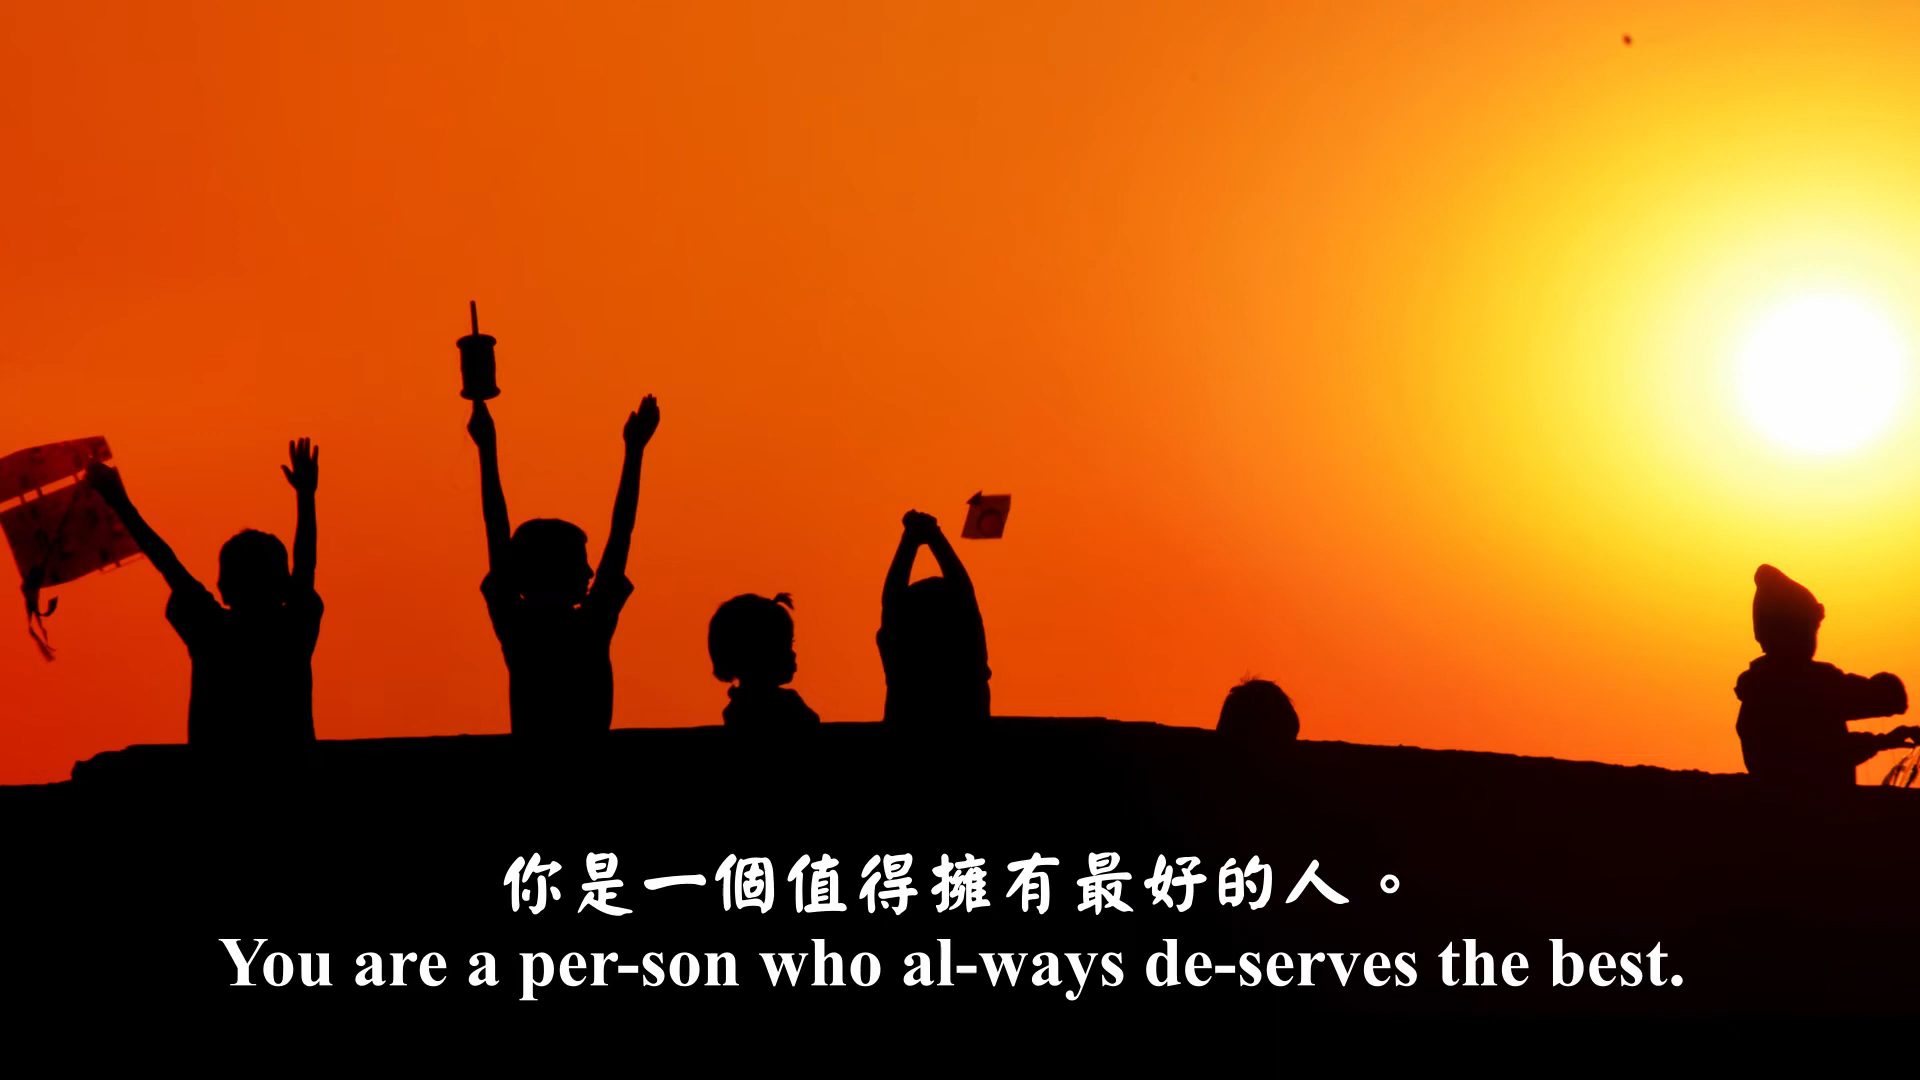 你是一個值得擁有最好的人。
You are a per-son who al-ways de-serves the best.